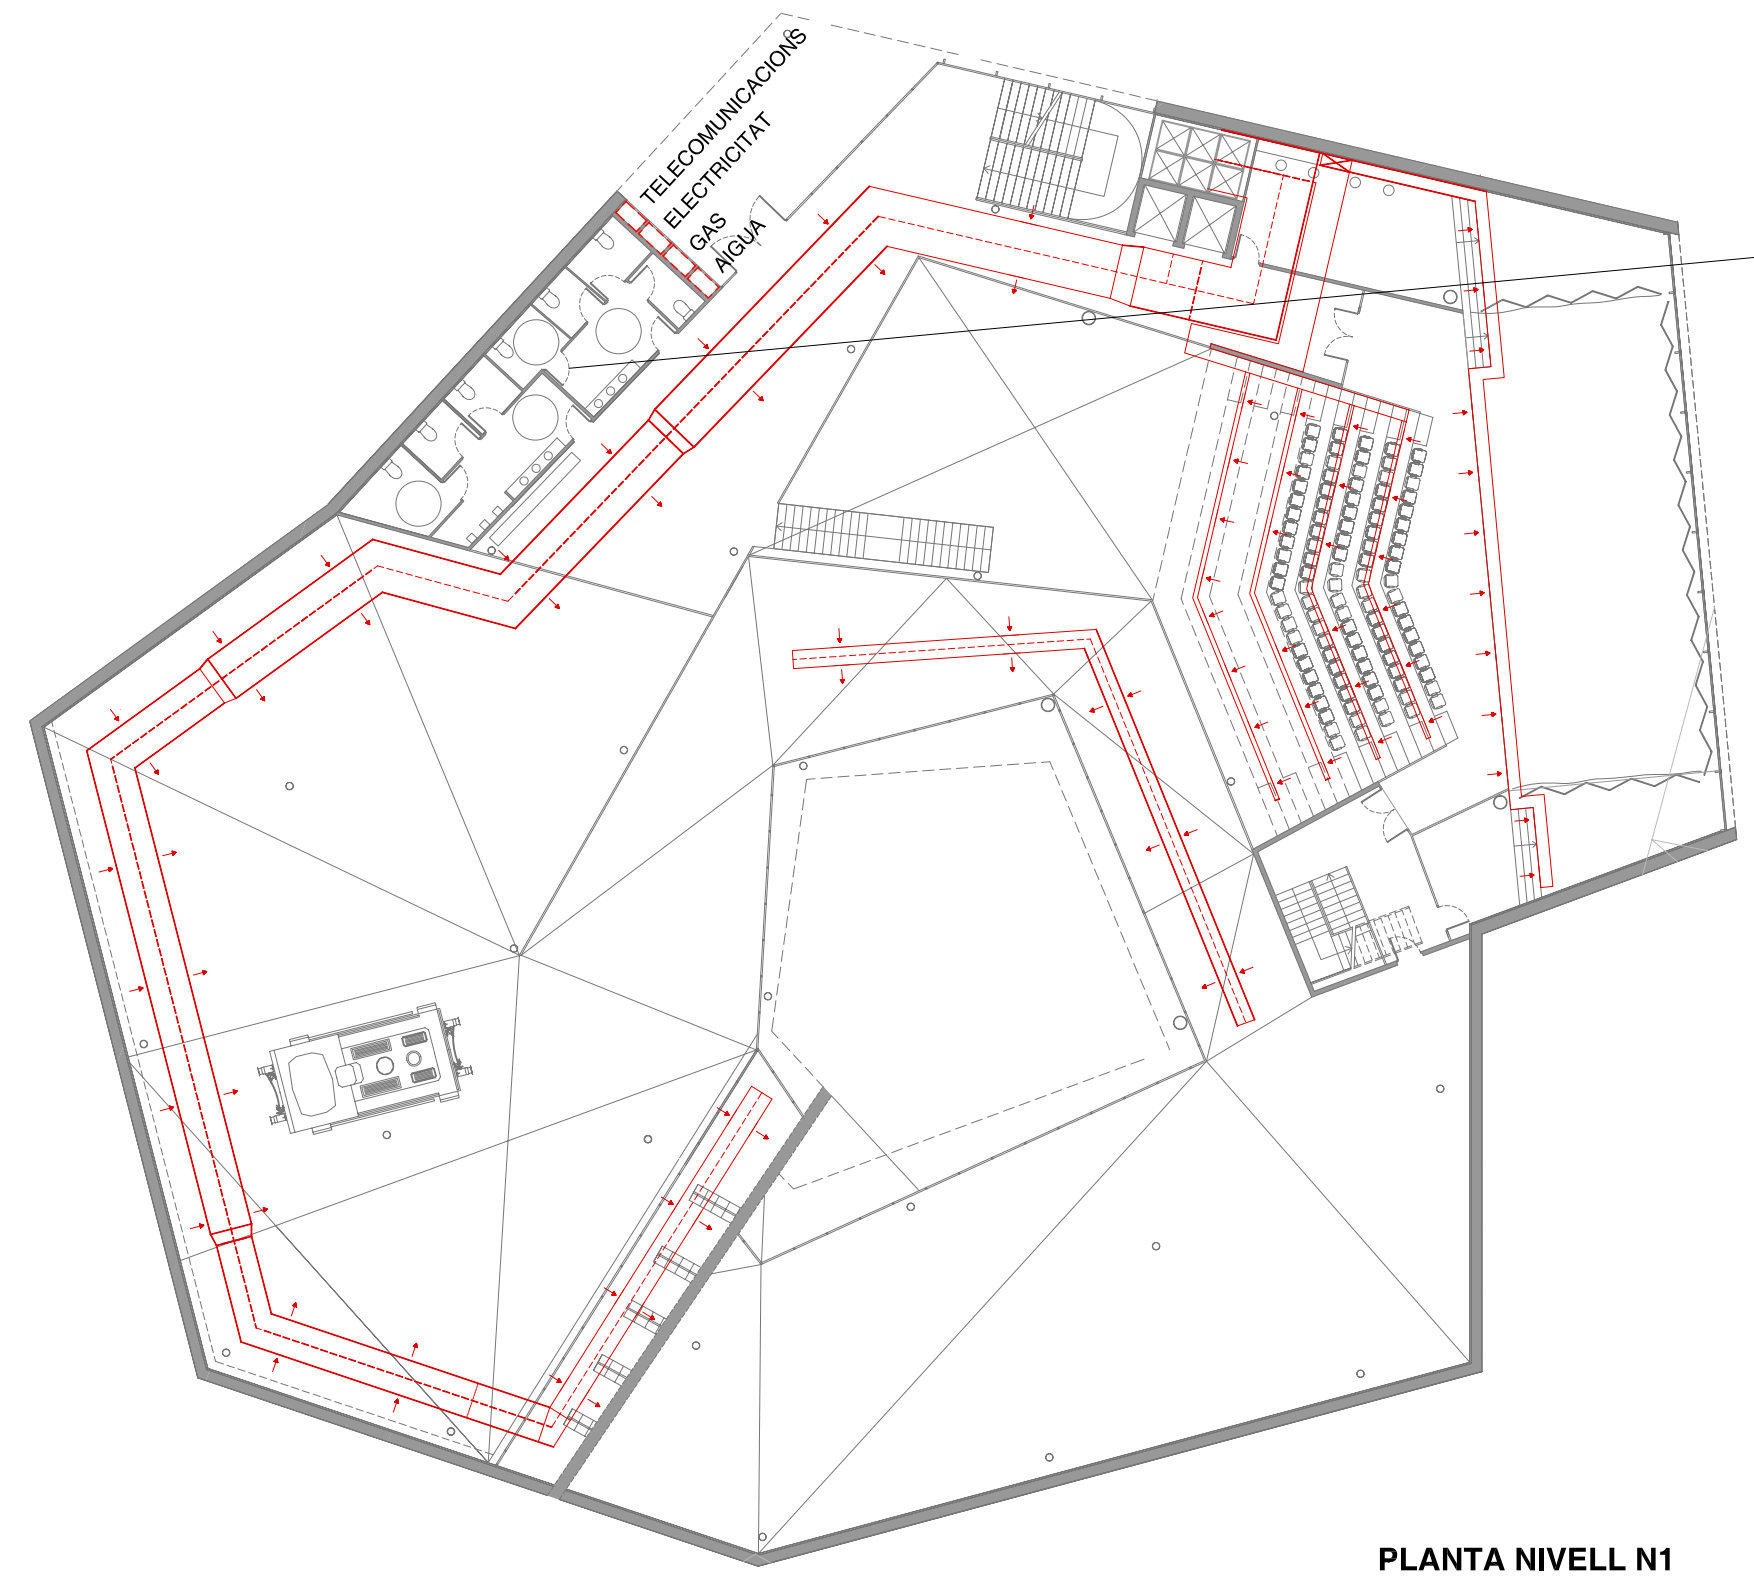 TELECOMUNICACIONS
ELECTRICITAT
GAS
AIGUA
PLANTA NIVELL N1